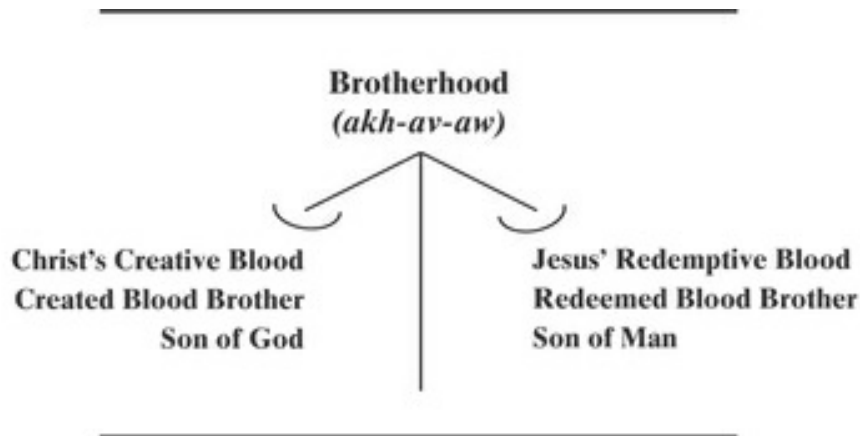 Brotherhood
(akh-av-aw)
Christ's Creative Blood
Created Blood Brother
Son of God
Jesus’ Redemptive Blood
Redeemed Blood Brother
Son of Man